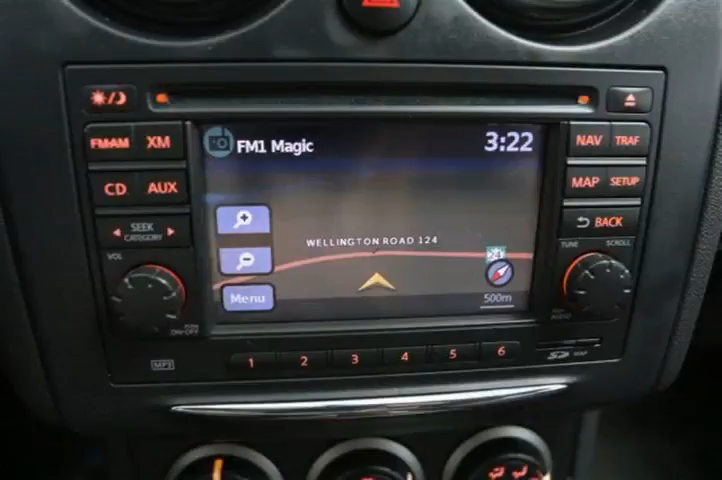 FM1 Magic
3:22
FM·AM
XM
NAV
TRAF
CD
AUX
MAP
SETUP
SEEK
CATEGORY
BACK
VOL
TUNE
SCROLL
WELLINGTON ROAD 124
24
Menu
500m
ON·OFF
AUDIO
MP3
1 2 3 4 5 6
SD
MAP